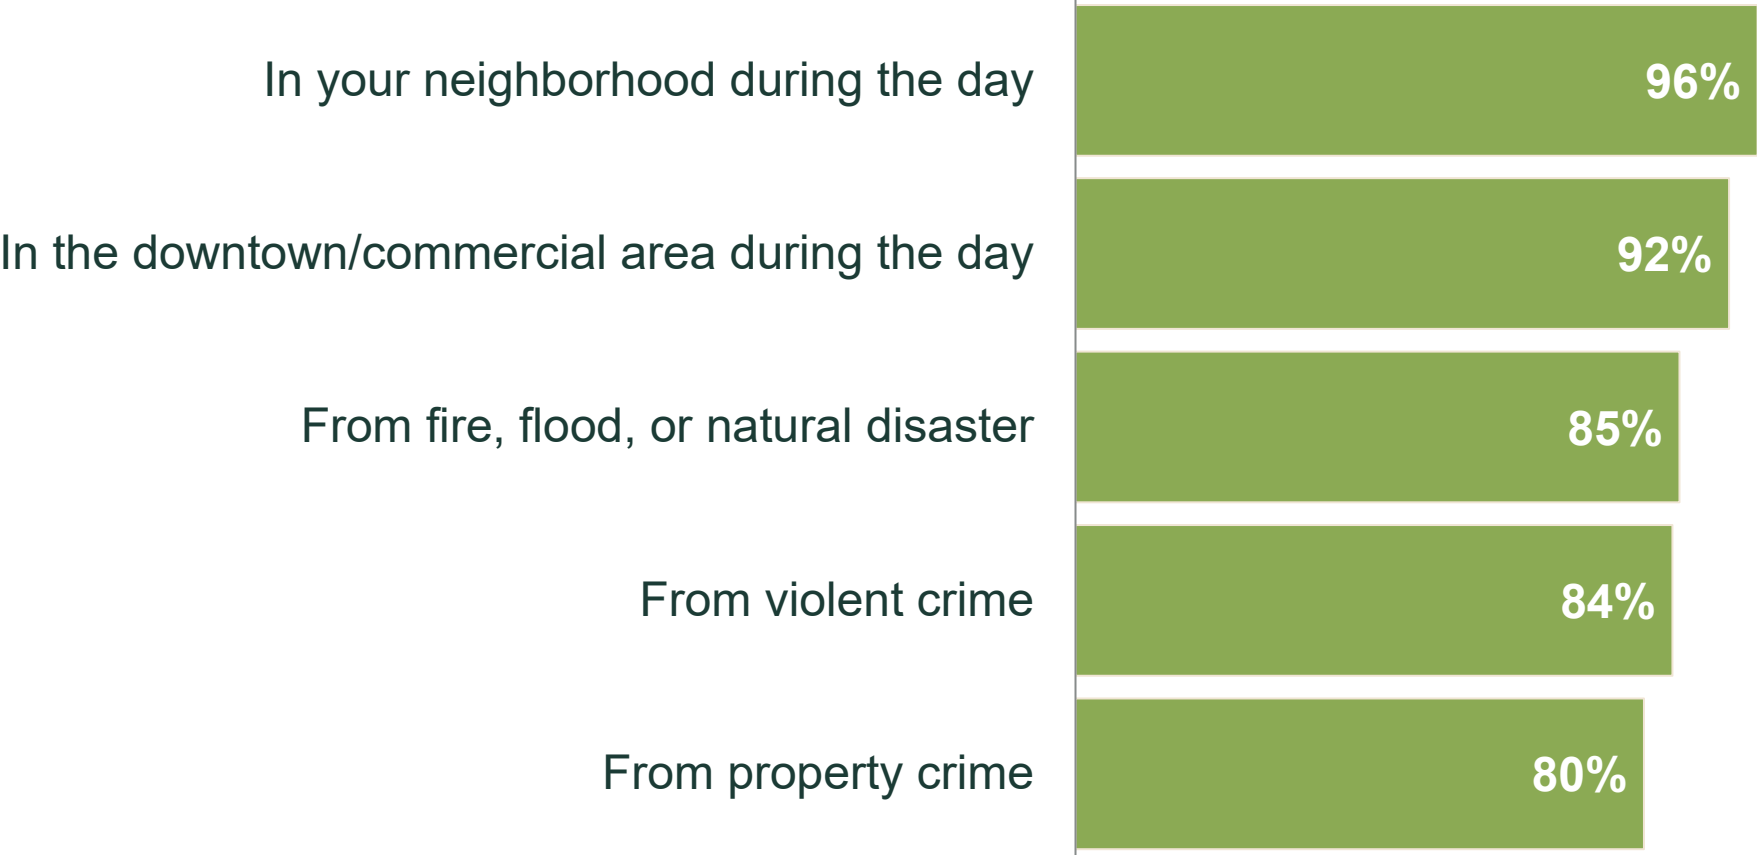 In your neighborhood during the day 96%
In the downtown/commercial area during the day 92%
From fire, flood, or natural disaster 85%
From violent crime 84%
From property crime 80%